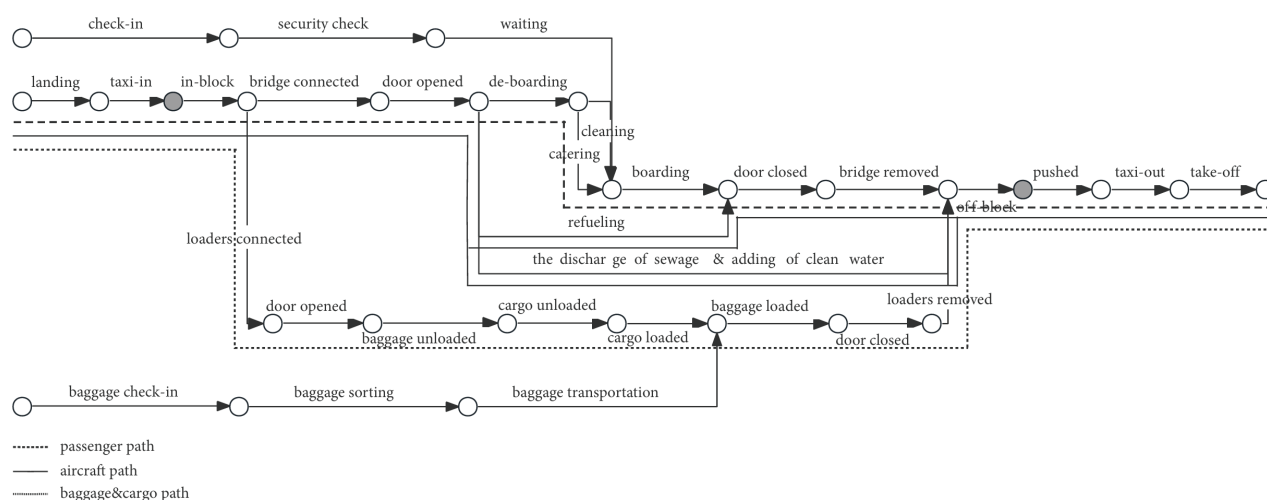 check-in security check waiting
landing taxi-in in-block bridge connected door opened de-boarding
cleaning
catering
boarding door closed bridge removed pushed taxi-out take-off
off-block
refueling
loaders connected
the dischar ge of sewage & adding of clean water
door opened cargo unloaded baggage loaded loaders removed
baggage unloaded cargo loaded door closed
baggage check-in baggage sorting baggage transportation
passenger path
aircraft path
baggage&cargo path